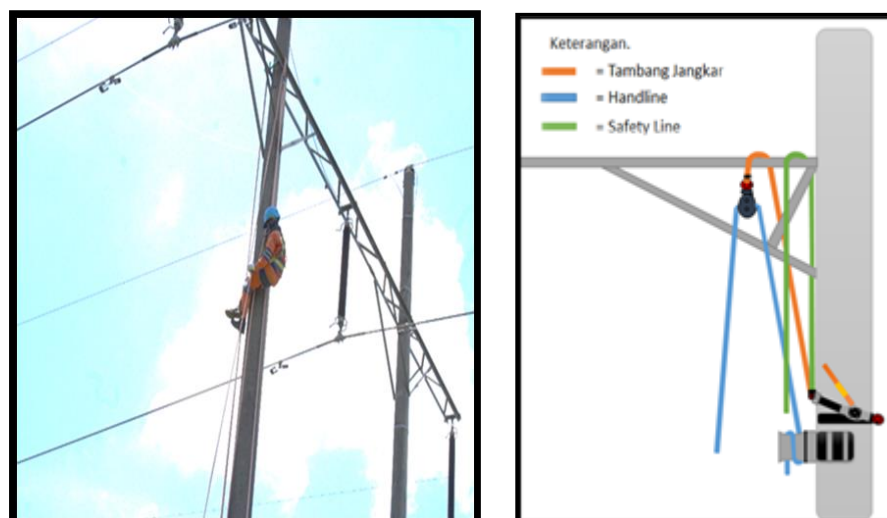 Keterangan.
= Tambang Jangkar
= Handline
= Safety Line